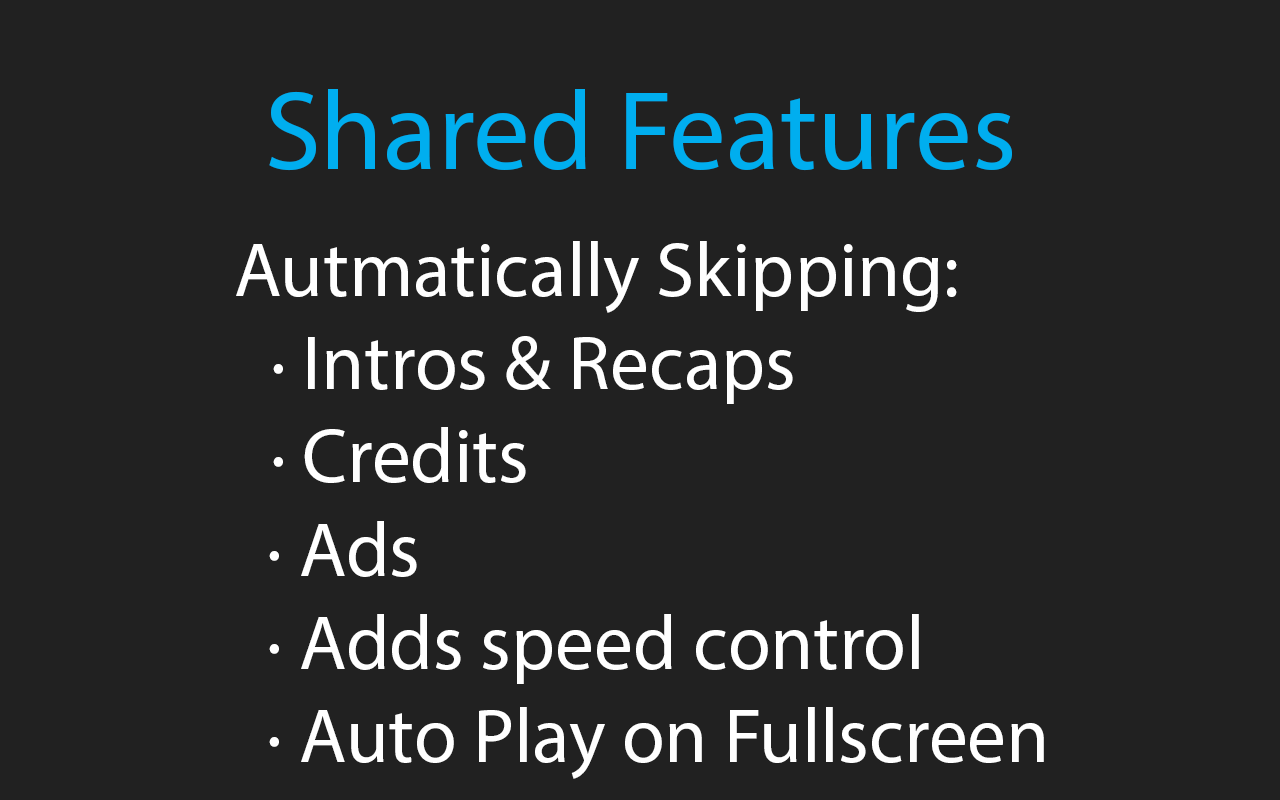 Shared Features
Autmatically Skipping:
· Intros & Recaps
· Credits
· Ads
· Adds speed control
· Auto Play on Fullscreen